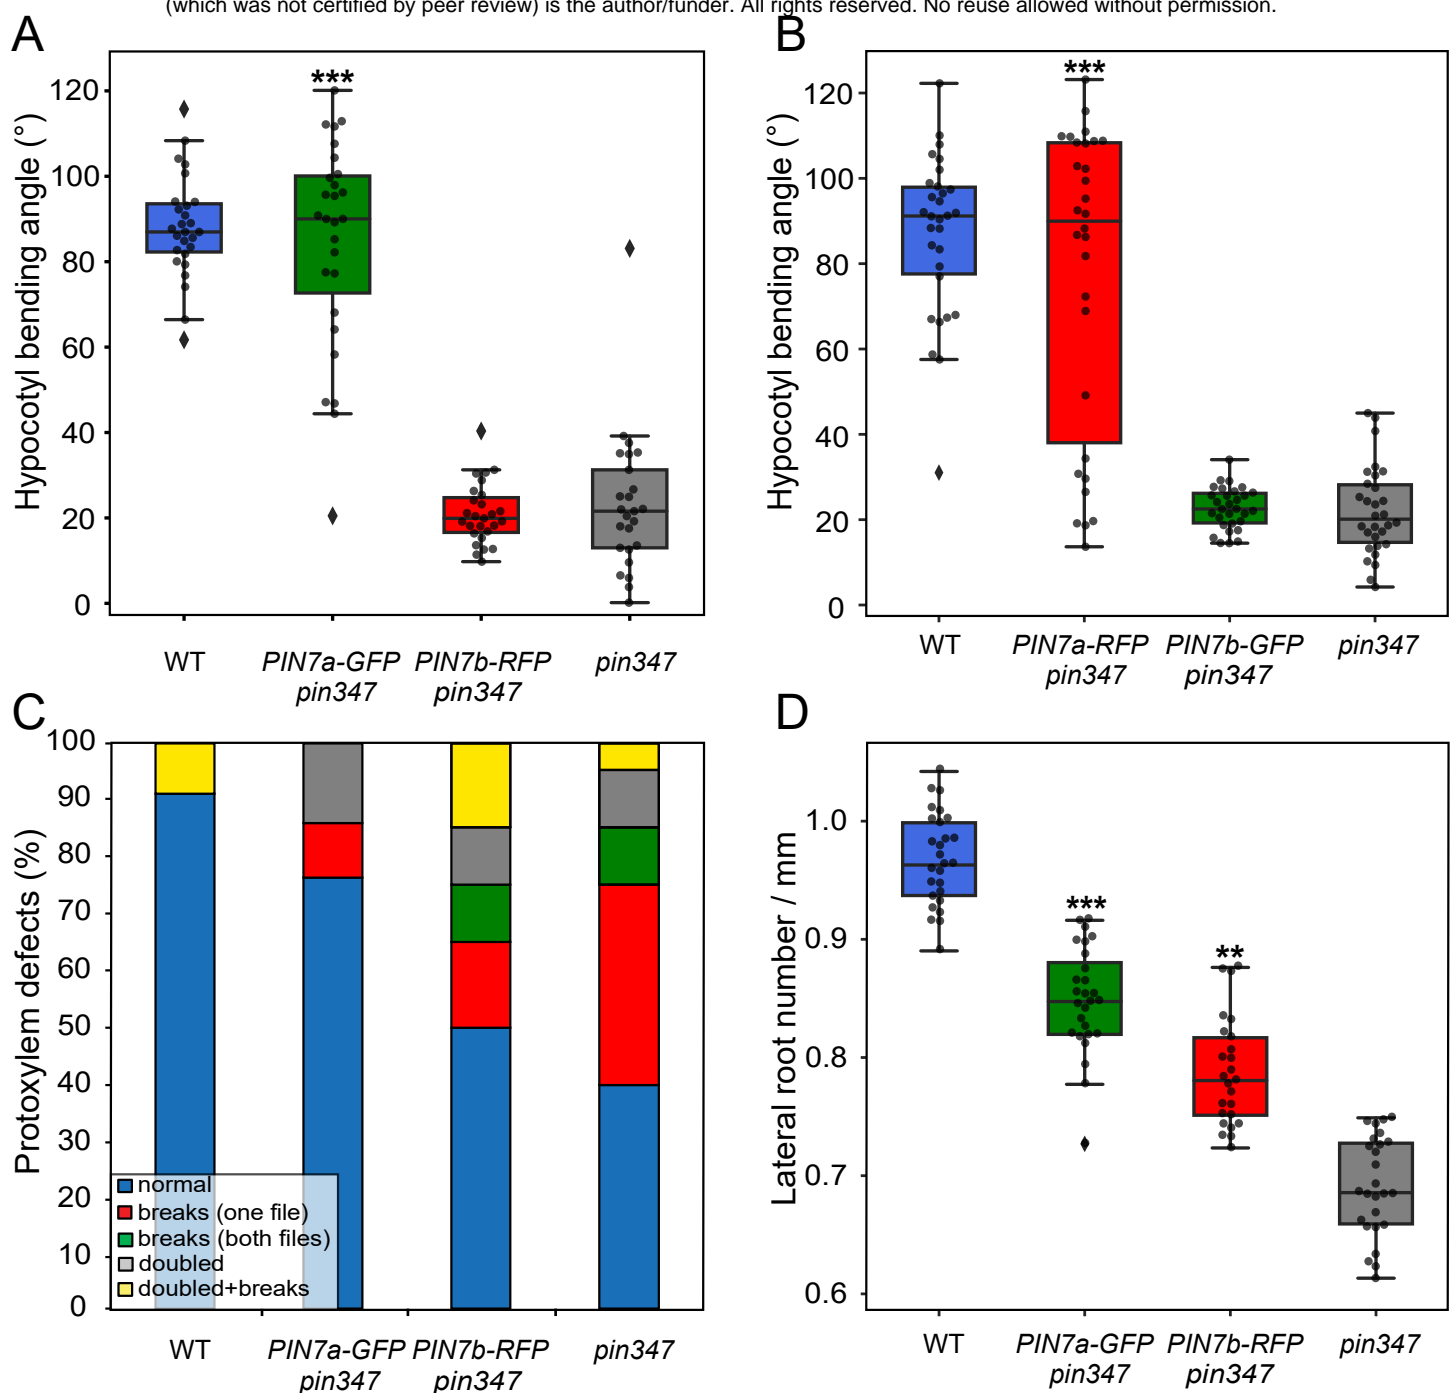 (which was not certified by peer review) is the author/funder. All rights reserved. No reuse allowed without permission.
A
Hypocotyl bending angle (°)
120
100
80
60
40
20
0
***
WT
PIN7a-GFP
pin347
PIN7b-RFP
pin347
pin347
B
Hypocotyl bending angle (°)
120
100
80
60
40
20
0
***
WT
PIN7a-RFP
pin347
PIN7b-GFP
pin347
pin347
C
Protoxylem defects (%)
100
90
80
70
60
50
40
30
20
10
0
normal
breaks (one file)
breaks (both files)
doubled
doubled+breaks
WT
PIN7a-GFP
pin347
PIN7b-RFP
pin347
pin347
D
Lateral root number / mm
1.0
0.9
0.8
0.7
0.6
***
**
WT
PIN7a-GFP
pin347
PIN7b-RFP
pin347
pin347